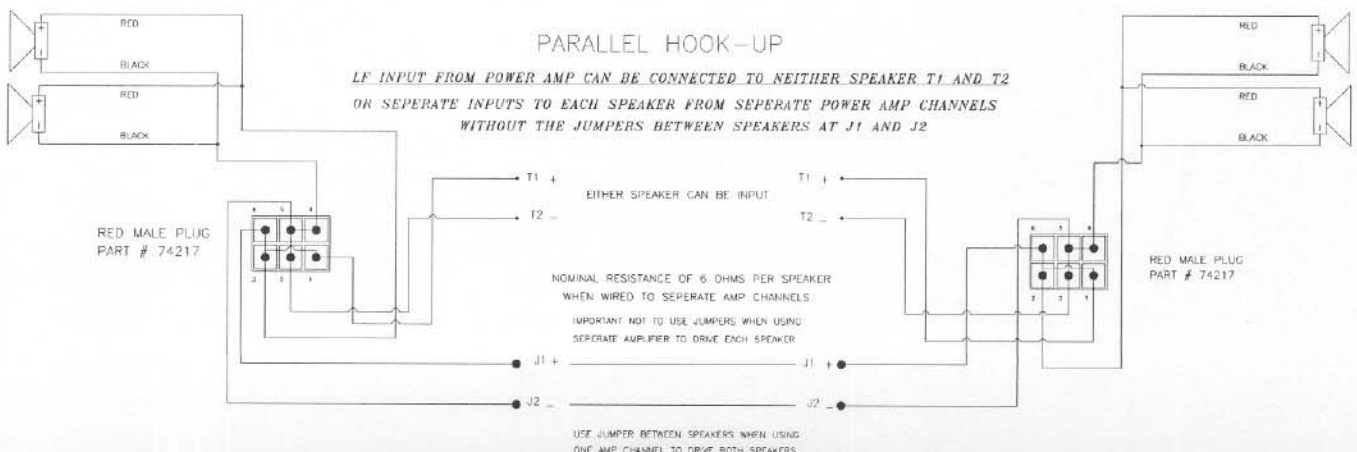 PARALLEL HOOK-UP
LF INPUT FROM POWER AMP CAN BE CONNECTED TO NEITHER SPEAKER T1 AND T2
OR SEPERATE INPUTS TO EACH SPEAKER FROM SEPERATE POWER AMP CHANNELS
WITHOUT THE JUMPERS BETWEEN SPEAKERS AT J1 AND J2
RED
BLACK
RED
BLACK
RED
BLACK
RED
BLACK
T1 +
T2 -
EITHER SPEAKER CAN BE INPUT
T1 +
T2 -
RED MALE PLUG
PART # 74217
RED MALE PLUG
PART # 74217
NOMINAL RESISTANCE OF 6 OHMS PER SPEAKER
WHEN WIRED TO SEPERATE AMP CHANNELS
IMPORTANT NOT TO USE JUMPERS WHEN USING
SEPERATE AMPLIFIER TO DRIVE EACH SPEAKER
J1 +
J1 +
J2 -
J2 -
USE JUMPER BETWEEN SPEAKERS WHEN USING
ONE AMP CHANNEL TO DRIVE BOTH SPEAKERS